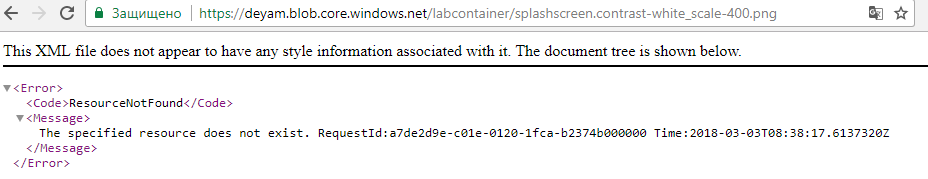 Защищено https://deyam.blob.core.windows.net/labcontainer/splashscreen.contrast-white_scale-400.png
This XML file does not appear to have any style information associated with it. The document tree is shown below.
<Error>
<Code>ResourceNotFound</Code>
<Message>
The specified resource does not exist. RequestId:a7de2d9e-c01e-0120-1fca-b2374b000000 Time:2018-03-03T08:38:17.6137320Z
</Message>
</Error>